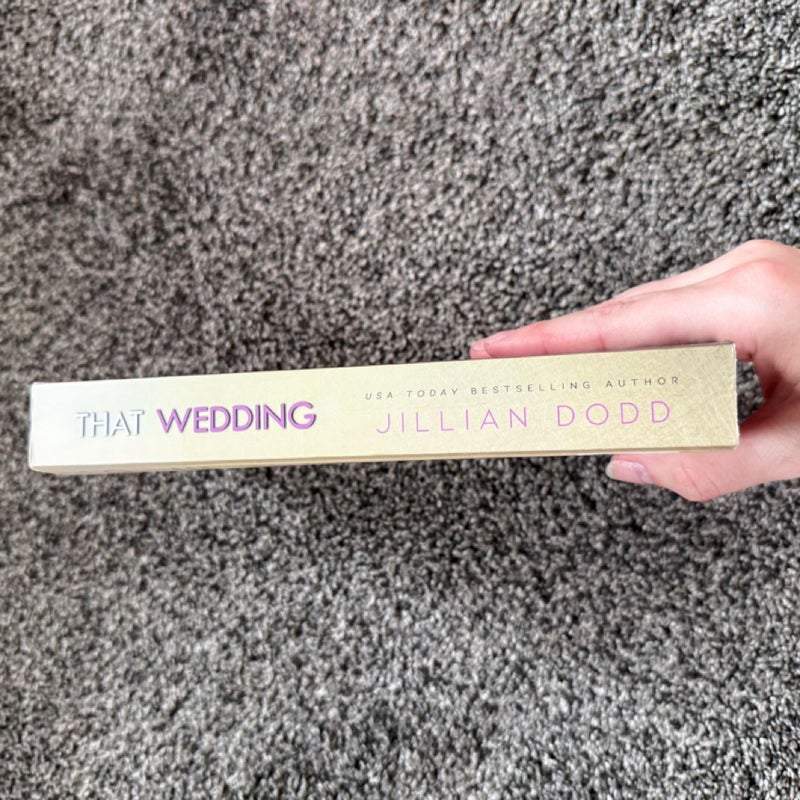 THAT WEDDING
USA TODAY BESTSELLING AUTHOR
JILLIAN DODD